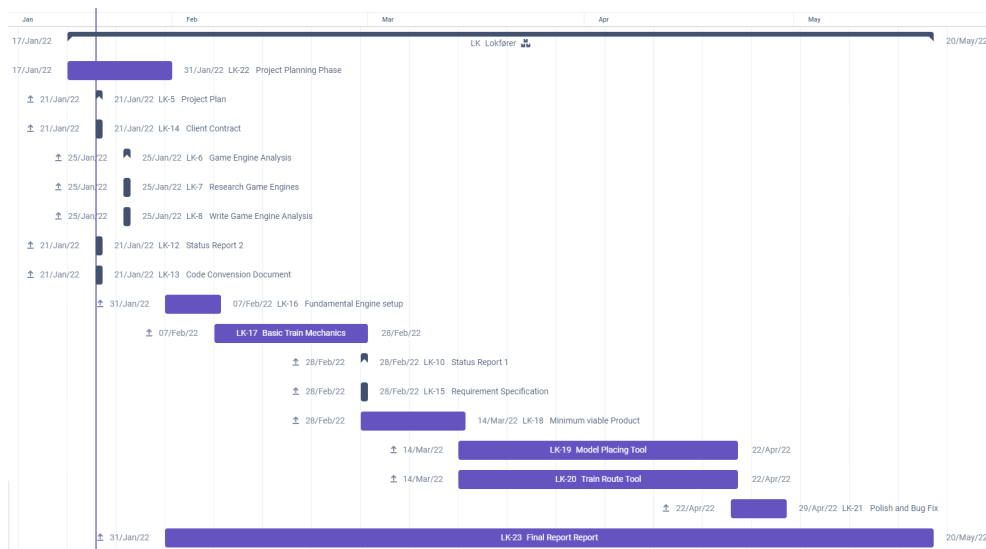 Jan Feb Mar Apr May
17/Jan/22 LK Lokfører 20/May/22
17/Jan/22 31/Jan/22 LK-22 Project Planning Phase
21/Jan/22 21/Jan/22 LK-5 Project Plan
21/Jan/22 21/Jan/22 LK-14 Client Contract
25/Jan/22 25/Jan/22 LK-6 Game Engine Analysis
25/Jan/22 25/Jan/22 LK-7 Research Game Engines
25/Jan/22 25/Jan/22 LK-8 Write Game Engine Analysis
21/Jan/22 21/Jan/22 LK-12 Status Report 2
21/Jan/22 21/Jan/22 LK-13 Code Convension Document
31/Jan/22 07/Feb/22 LK-16 Fundamental Engine setup
07/Feb/22 LK-17 Basic Train Mechanics 28/Feb/22
28/Feb/22 28/Feb/22 LK-10 Status Report 1
28/Feb/22 28/Feb/22 LK-15 Requirement Specification
28/Feb/22 14/Mar/22 LK-18 Minimum viable Product
14/Mar/22 LK-19 Model Placing Tool 22/Apr/22
14/Mar/22 LK-20 Train Route Tool 22/Apr/22
22/Apr/22 29/Apr/22 LK-21 Polish and Bug Fix
31/Jan/22 LK-23 Final Report Report 20/May/22